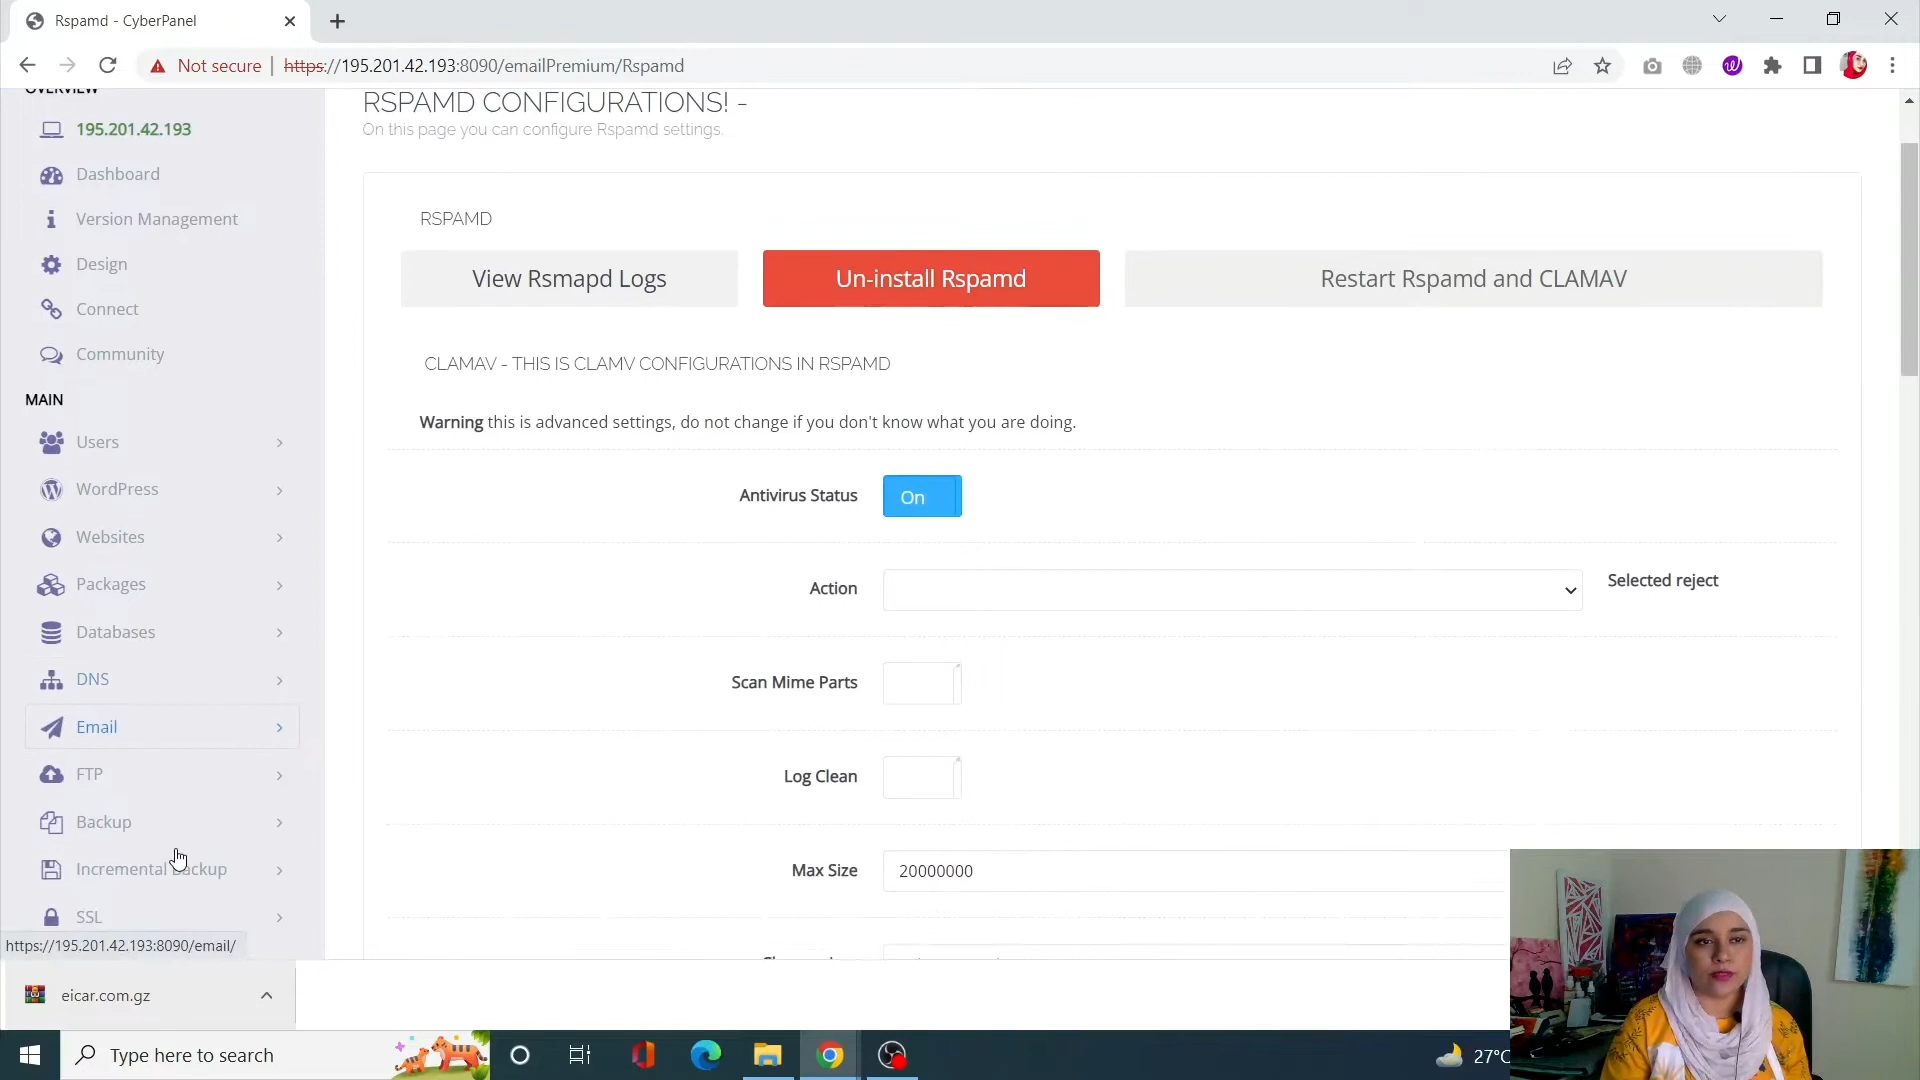 Rspamd - CyberPanel
Not secure | https://195.201.42.193:8090/emailPremium/Rspamd
OVERVIEW
195.201.42.193
Dashboard
Version Management
Design
Connect
Community
MAIN
Users
WordPress
Websites
Packages
Databases
DNS
Email
FTP
Backup
Incremental Backup
SSL
https://195.201.42.193:8090/email/
RSPAMD CONFIGURATIONS! -
On this page you can configure Rspamd settings.
RSPAMD
View Rsmapd Logs
Un-install Rspamd
Restart Rspamd and CLAMAV
CLAMAV - THIS IS CLAMV CONFIGURATIONS IN RSPAMD
Warning this is advanced settings, do not change if you don't know what you are doing.
Antivirus Status
On
Action
Selected reject
Scan Mime Parts
Log Clean
Max Size
20000000
eicar.com.gz
Type here to search
27°C